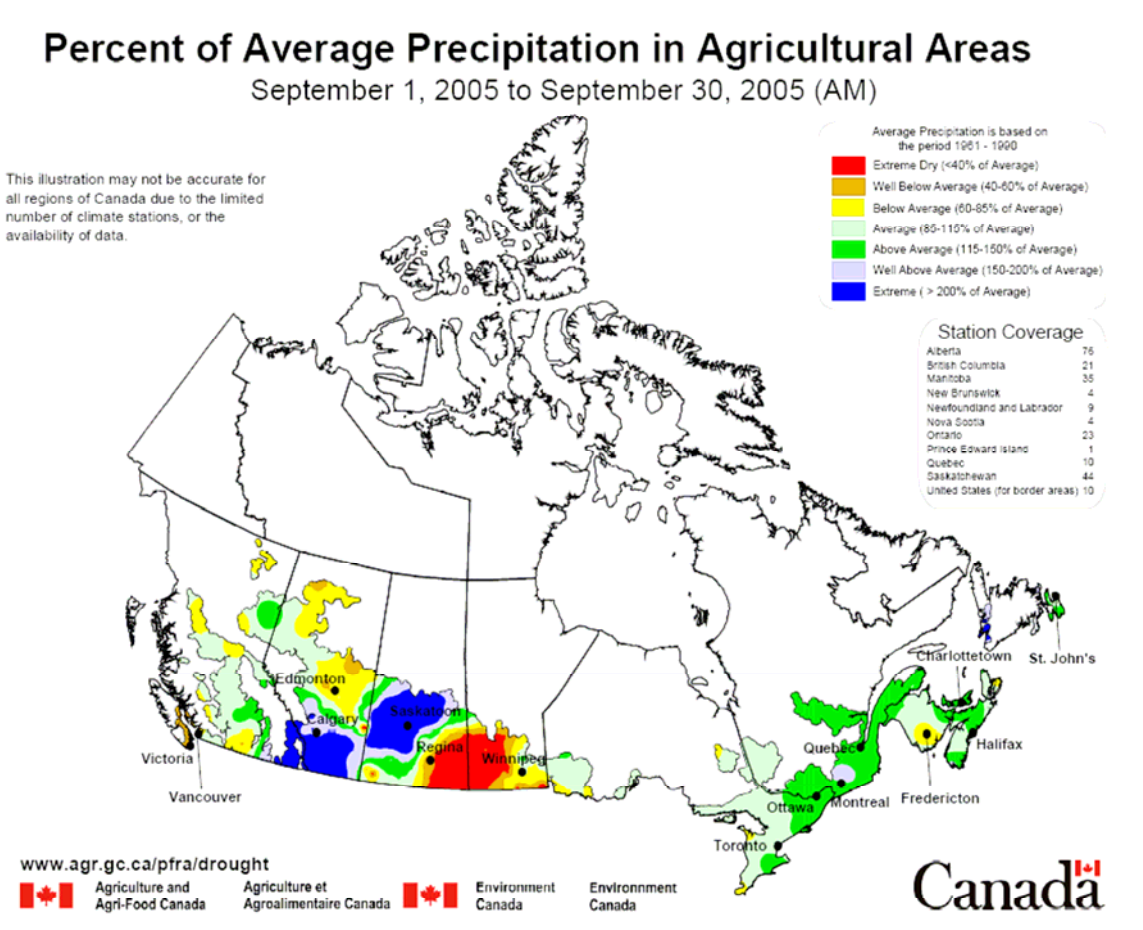 Percent of Average Precipitation in Agricultural Areas
September 1, 2005 to September 30, 2005 (AM)
This illustration may not be accurate for
all regions of Canada due to the limited
number of climate stations, or the
availability of data.
Average Precipitation is based on
the period 1961 - 1990
Extreme Dry (<40% of Average)
Well Below Average (40-60% of Average)
Below Average (60-85% of Average)
Average (85-115% of Average)
Above Average (115-150% of Average)
Well Above Average (150-200% of Average)
Extreme ( > 200% of Average)
Station Coverage
Alberta 76
British Columbia 21
Manitoba 35
New Brunswick 4
Newfoundland and Labrador 9
Nova Scotia 4
Ontario 23
Prince Edward Island 1
Quebec 10
Saskatchewan 44
United States (for border areas) 10
Charlottetown
St. John's
Edmonton
Calgary
Saskatoon
Regina
Winnipeg
Victoria
Vancouver
Quebec
Halifax
Ottawa
Montreal
Fredericton
Toronto
www.agr.gc.ca/pfra/drought
Agriculture and
Agri-Food Canada
Agriculture et
Agroalimentaire Canada
Environment
Canada
Environnment
Canada
Canada